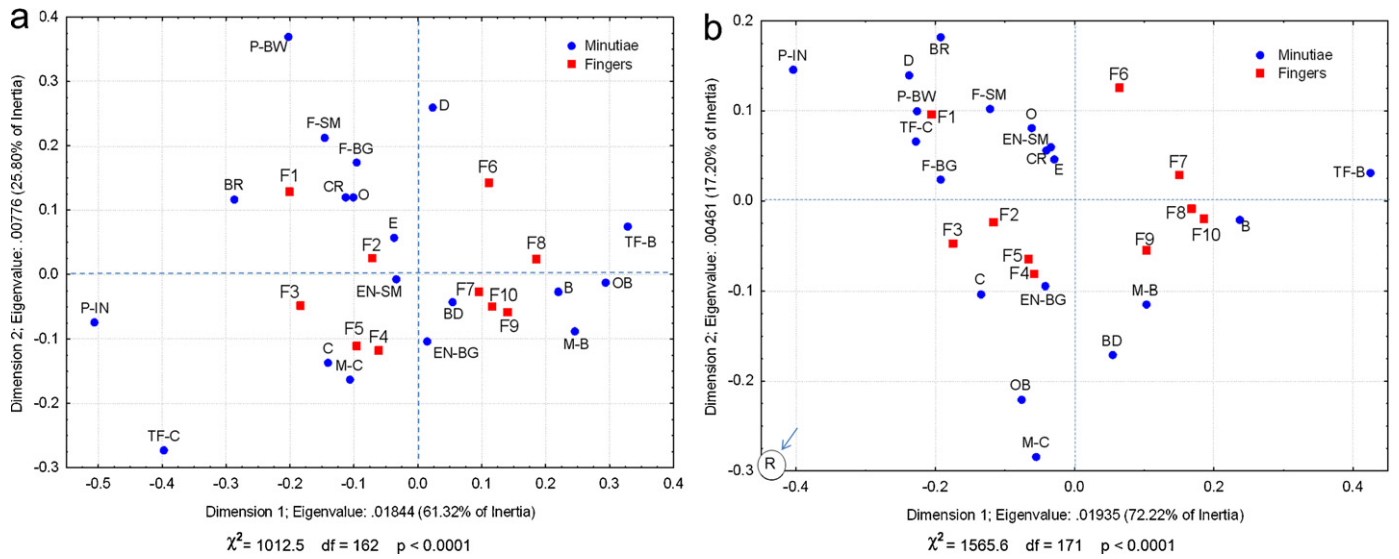 a
0.4
0.3
0.2
0.1
0.0
-0.1
-0.2
-0.3
Dimension 2; Eigenvalue: .00776 (25.80% of Inertia)
Minutiae
Fingers
P-BW
D
F-SM
F-BG
F6
F1
BR
CR
O
E
TF-B
F2
F8
EN-SM
F3
F7
F10
B
OB
BD
F9
P-IN
F5
F4
EN-BG
M-B
C
M-C
TF-C
-0.5
-0.4
-0.3
-0.2
-0.1
0.0
0.1
0.2
0.3
0.4
Dimension 1; Eigenvalue: .01844 (61.32% of Inertia)
χ²= 1012.5 df = 162 p < 0.0001
b
0.2
0.1
0.0
-0.1
-0.2
-0.3
Dimension 2; Eigenvalue: .00461 (17.20% of Inertia)
Minutiae
Fingers
P-IN
BR
D
F6
P-BW
F-SM
F1
O
TF-C
EN-SM
CR
E
F-BG
F7
TF-B
F2
F8
F10
B
F3
F9
F5
F4
EN-BG
C
M-B
BD
OB
M-C
R
-0.4
-0.2
0.0
0.2
0.4
Dimension 1; Eigenvalue: .01935 (72.22% of Inertia)
χ²= 1565.6 df = 171 p < 0.0001